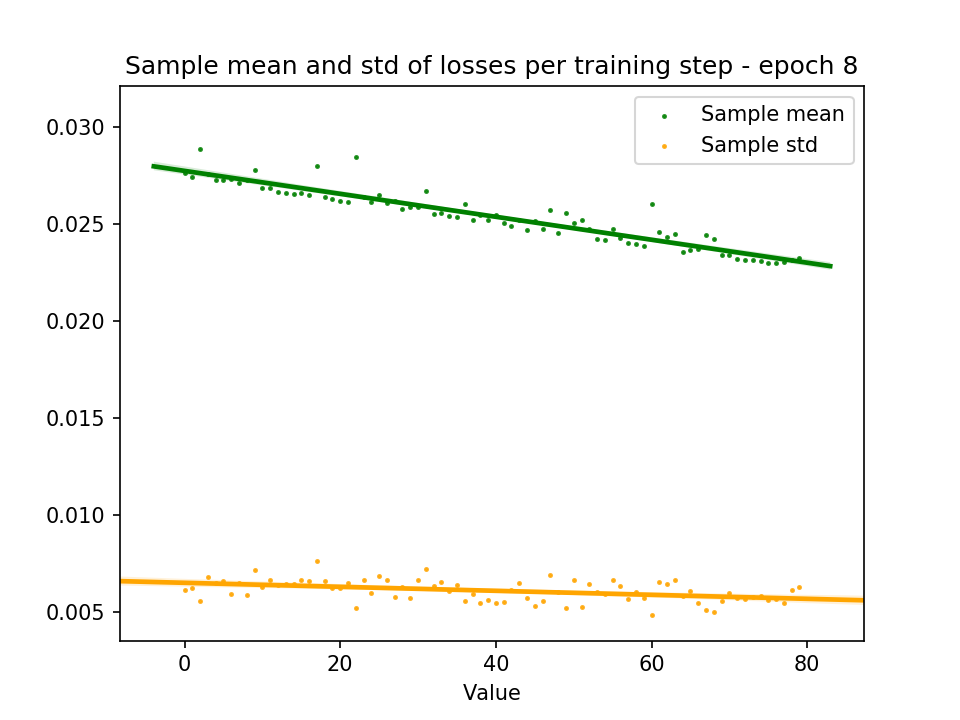 Sample mean and std of losses per training step - epoch 8
Sample mean
Sample std
0.030
0.025
0.020
0.015
0.010
0.005
0
20
40
60
80
Value